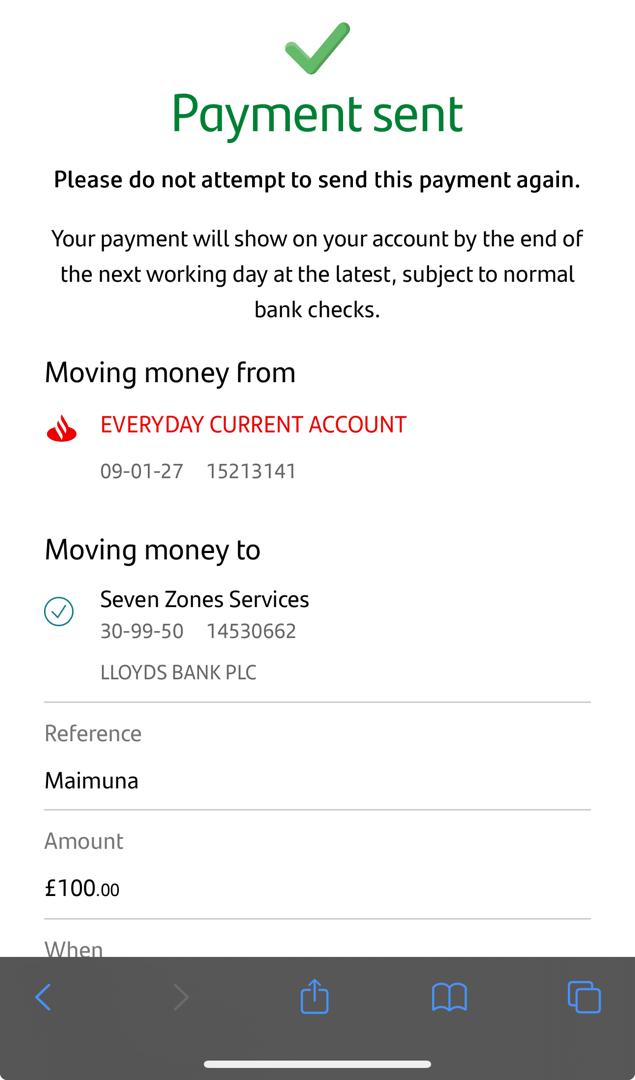 Payment sent
Please do not attempt to send this payment again.
Your payment will show on your account by the end of
the next working day at the latest, subject to normal
bank checks.
Moving money from
EVERYDAY CURRENT ACCOUNT
09-01-27 15213141
Moving money to
Seven Zones Services
30-99-50 14530662
LLOYDS BANK PLC
Reference
Maimuna
Amount
£100.00
When